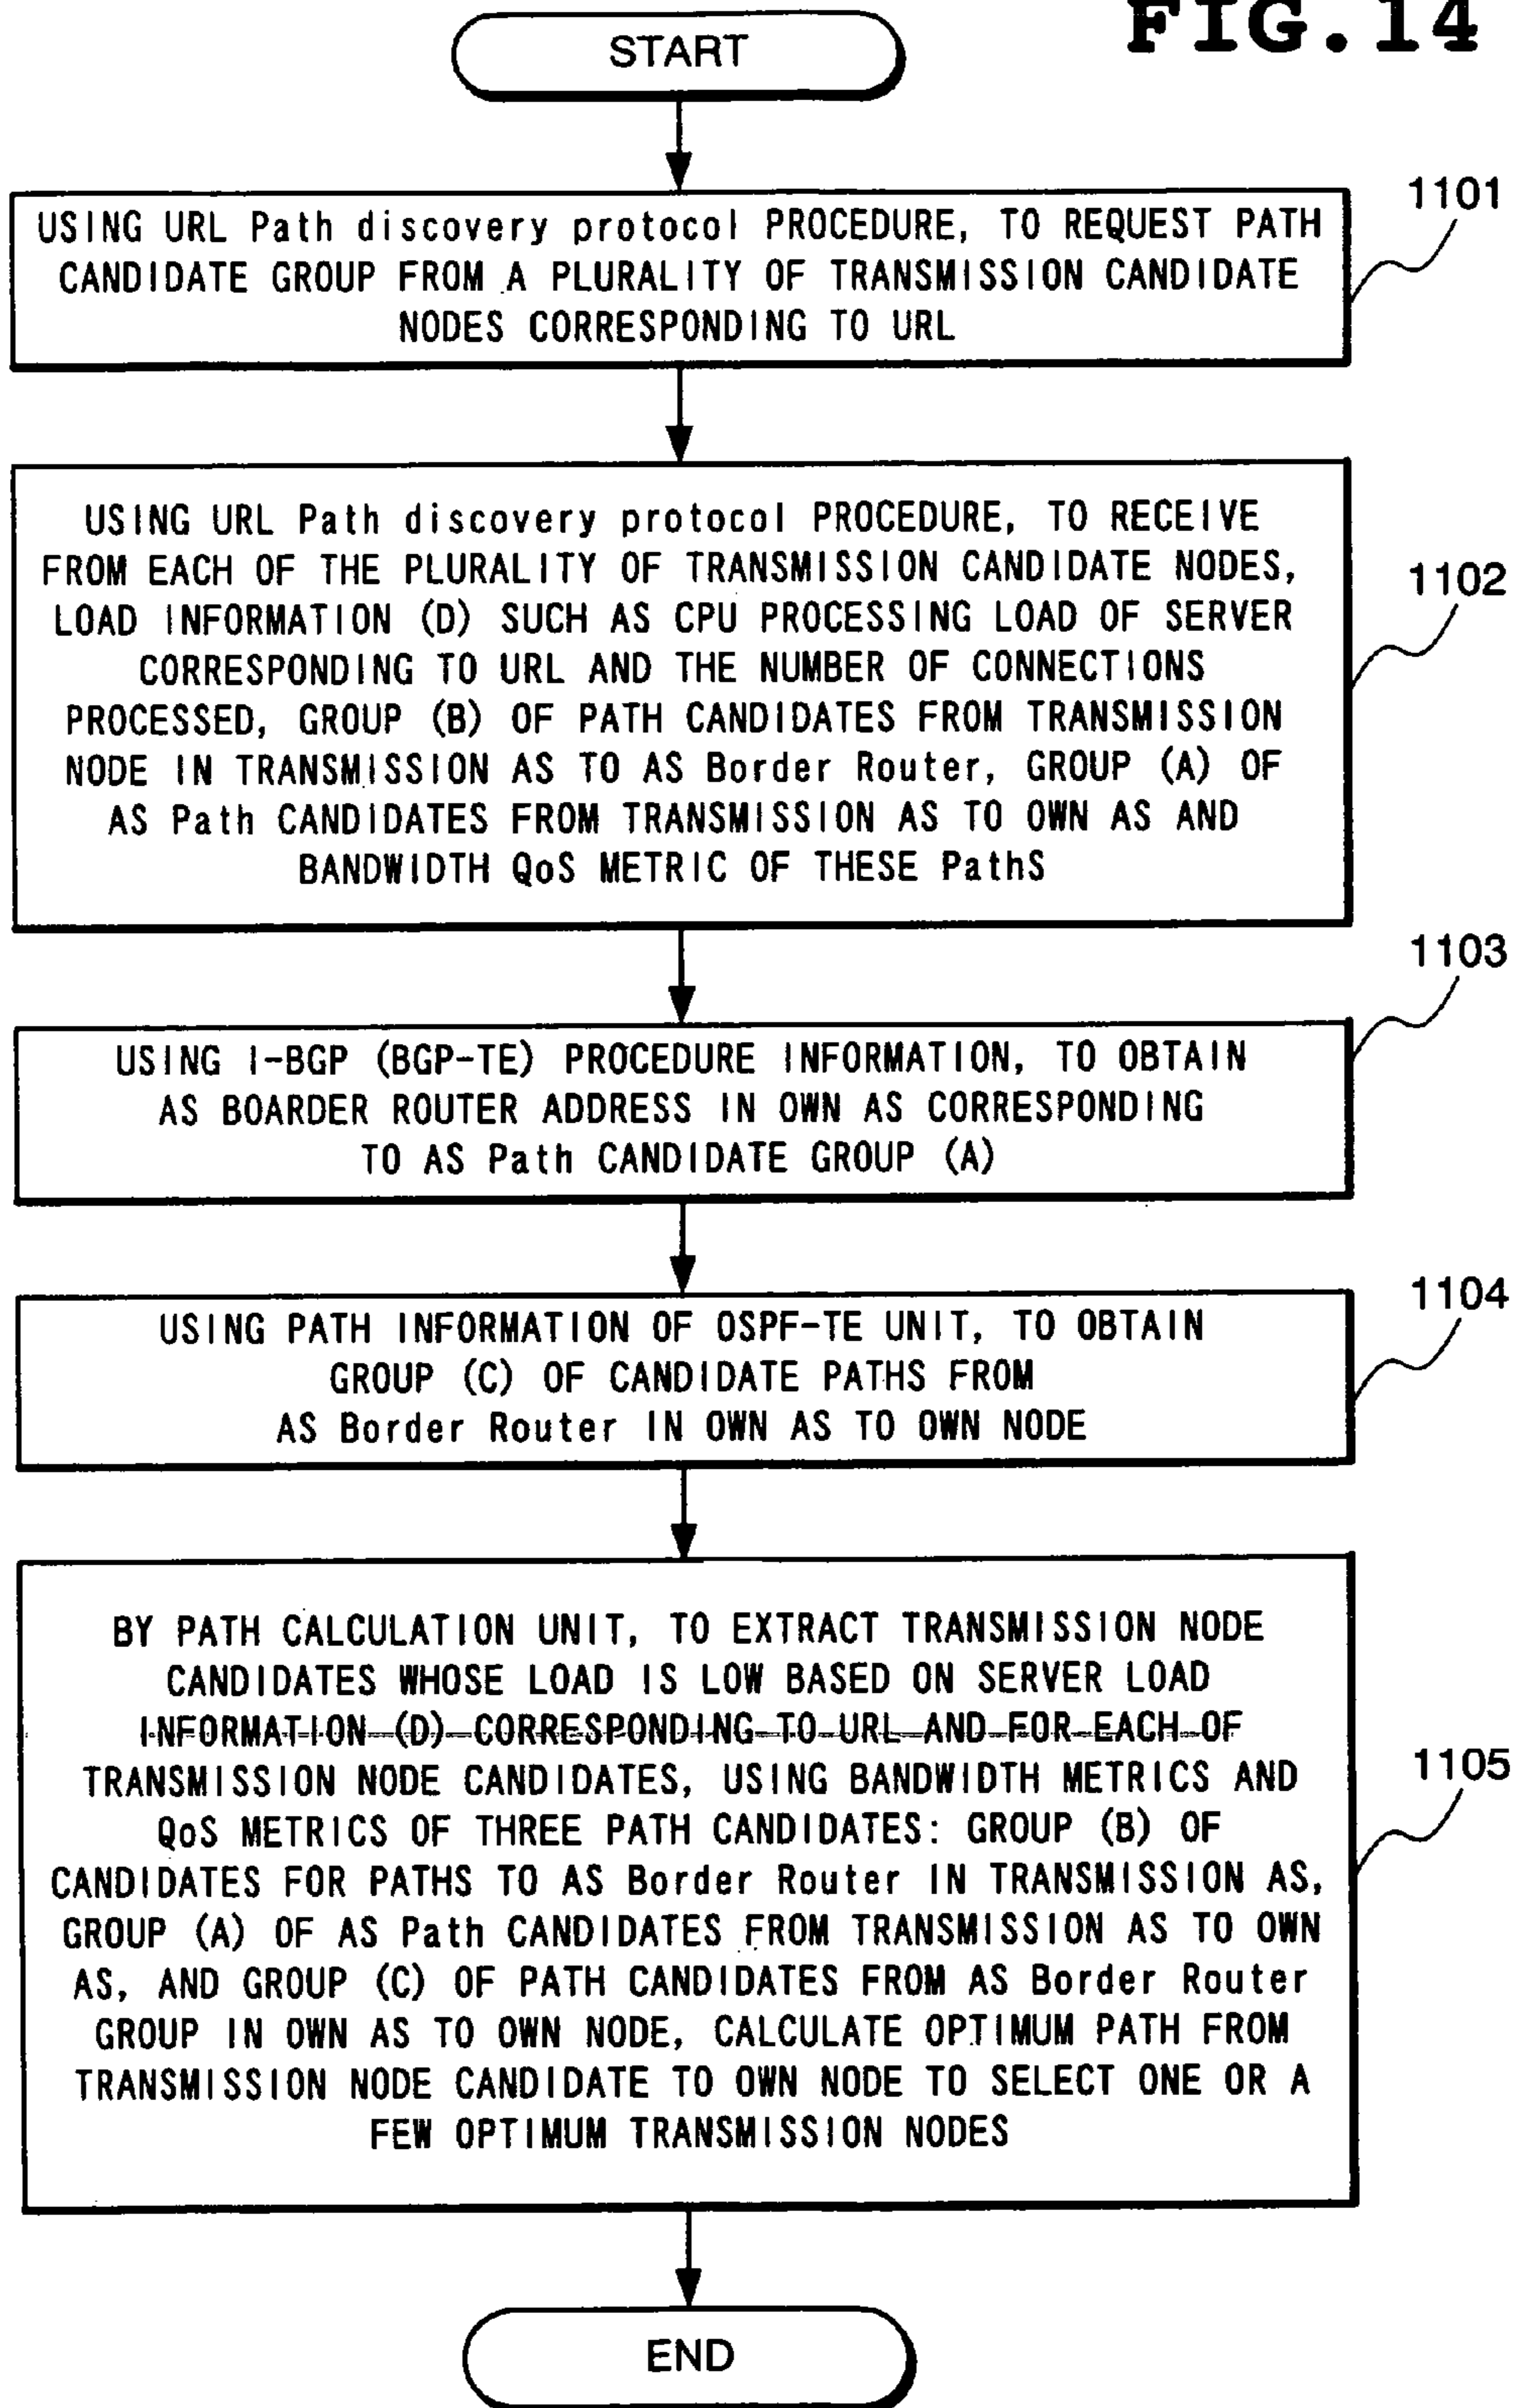 FIG.14
START
1101
USING URL Path discovery protocol PROCEDURE, TO REQUEST PATH
CANDIDATE GROUP FROM A PLURALITY OF TRANSMISSION CANDIDATE
NODES CORRESPONDING TO URL
1102
USING URL Path discovery protocol PROCEDURE, TO RECEIVE
FROM EACH OF THE PLURALITY OF TRANSMISSION CANDIDATE NODES,
LOAD INFORMATION (D) SUCH AS CPU PROCESSING LOAD OF SERVER
CORRESPONDING TO URL AND THE NUMBER OF CONNECTIONS
PROCESSED, GROUP (B) OF PATH CANDIDATES FROM TRANSMISSION
NODE IN TRANSMISSION AS TO AS Border Router, GROUP (A) OF
AS Path CANDIDATES FROM TRANSMISSION AS TO OWN AS AND
BANDWIDTH QoS METRIC OF THESE PathS
1103
USING I-BGP (BGP-TE) PROCEDURE INFORMATION, TO OBTAIN
AS BOARDER ROUTER ADDRESS IN OWN AS CORRESPONDING
TO AS Path CANDIDATE GROUP (A)
1104
USING PATH INFORMATION OF OSPF-TE UNIT, TO OBTAIN
GROUP (C) OF CANDIDATE PATHS FROM
AS Border Router IN OWN AS TO OWN NODE
1105
BY PATH CALCULATION UNIT, TO EXTRACT TRANSMISSION NODE
CANDIDATES WHOSE LOAD IS LOW BASED ON SERVER LOAD
INFORMATION (D) CORRESPONDING TO URL AND FOR EACH OF
TRANSMISSION NODE CANDIDATES, USING BANDWIDTH METRICS AND
QoS METRICS OF THREE PATH CANDIDATES: GROUP (B) OF
CANDIDATES FOR PATHS TO AS Border Router IN TRANSMISSION AS,
GROUP (A) OF AS Path CANDIDATES FROM TRANSMISSION AS TO OWN
AS, AND GROUP (C) OF PATH CANDIDATES FROM AS Border Router
GROUP IN OWN AS TO OWN NODE, CALCULATE OPTIMUM PATH FROM
TRANSMISSION NODE CANDIDATE TO OWN NODE TO SELECT ONE OR A
FEW OPTIMUM TRANSMISSION NODES
END